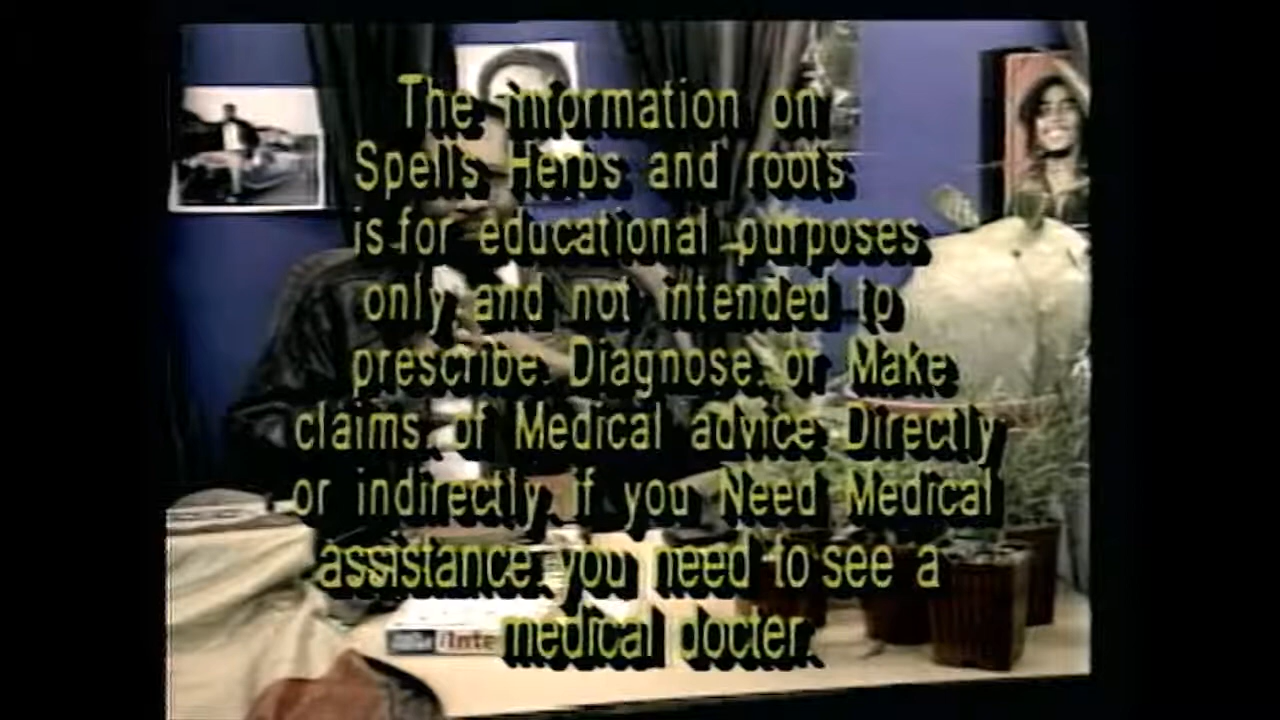 The information on
Spells Herbs and roots
is for educational purposes
only and not intended to
prescribe. Diagnose. or Make
claims. of Medical advice Directly
or indirectly. if you Need Medical
assistance. you need to see a
medical docter.
Inte